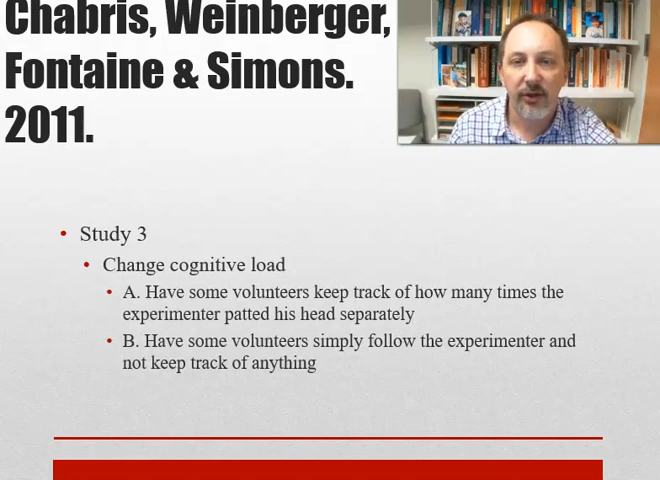 Chabris, Weinberger,
Fontaine & Simons.
2011.
• Study 3
• Change cognitive load
• A. Have some volunteers keep track of how many times the
experimenter patted his head separately
• B. Have some volunteers simply follow the experimenter and
not keep track of anything